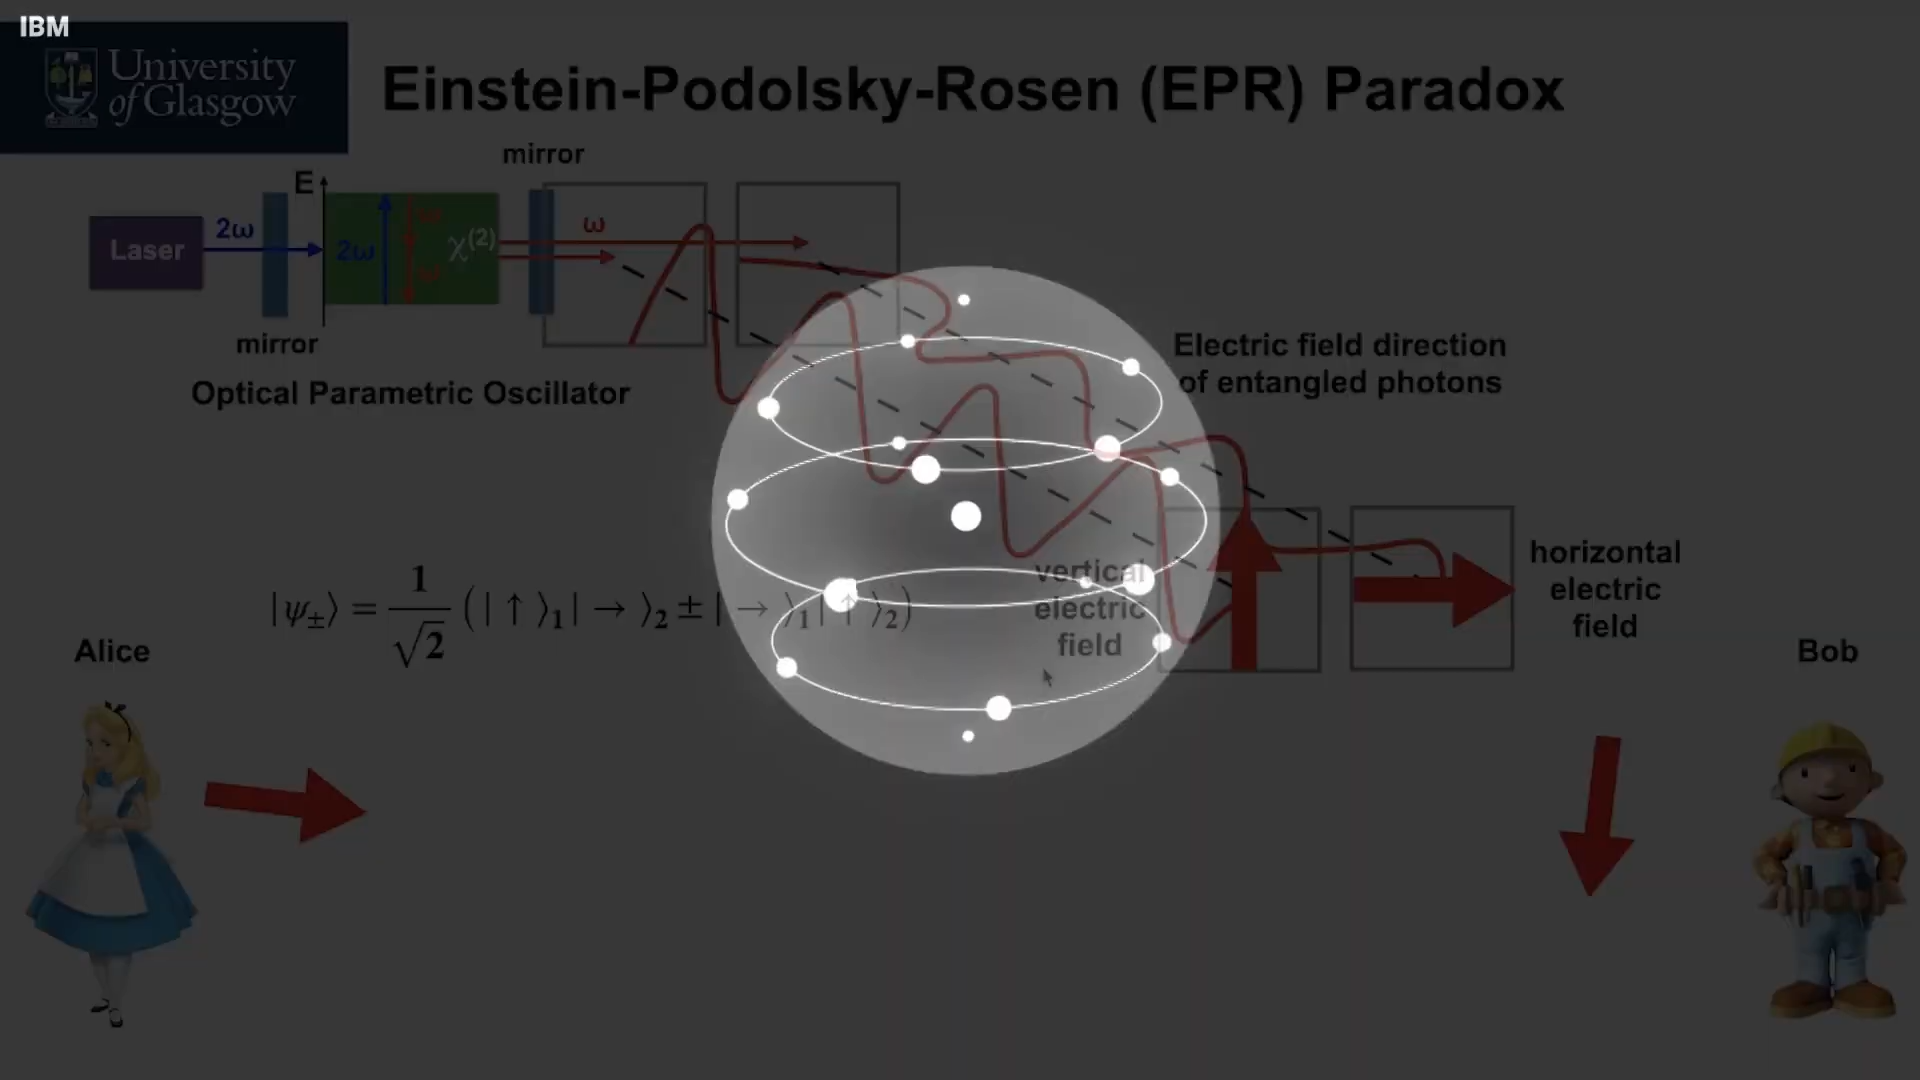 IBM
University
of Glasgow
Einstein-Podolsky-Rosen (EPR) Paradox
mirror
E
2ω
ω
Laser
2ω
ω
χ⁽²⁾
ω
mirror
Optical Parametric Oscillator
Electric field direction
of entangled photons
|ψ±⟩ = 1/√2 (|↑⟩₁|→⟩₂ ± |→⟩₁|↑⟩₂)
vertical
electric
field
horizontal
electric
field
Alice
Bob